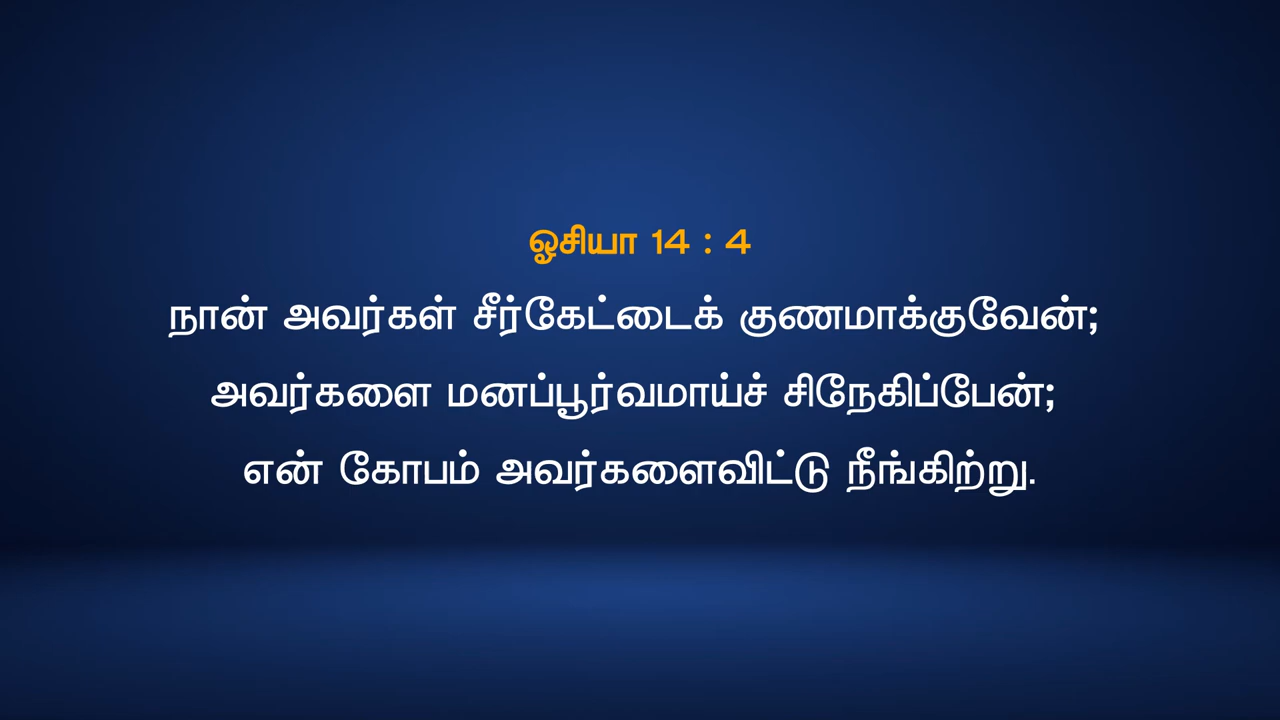 ஓசியா 14 : 4
நான் அவர்கள் சீர்கேட்டைக் குணமாக்குவேன்;
அவர்களை மனப்பூர்வமாய்ச் சிநேகிப்பேன்;
என் கோபம் அவர்களைவிட்டு நீங்கிற்று.